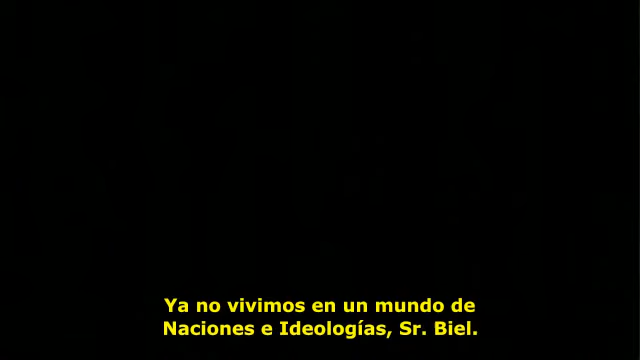 Ya no vivimos en un mundo de
Naciones e Ideologías, Sr. Biel.